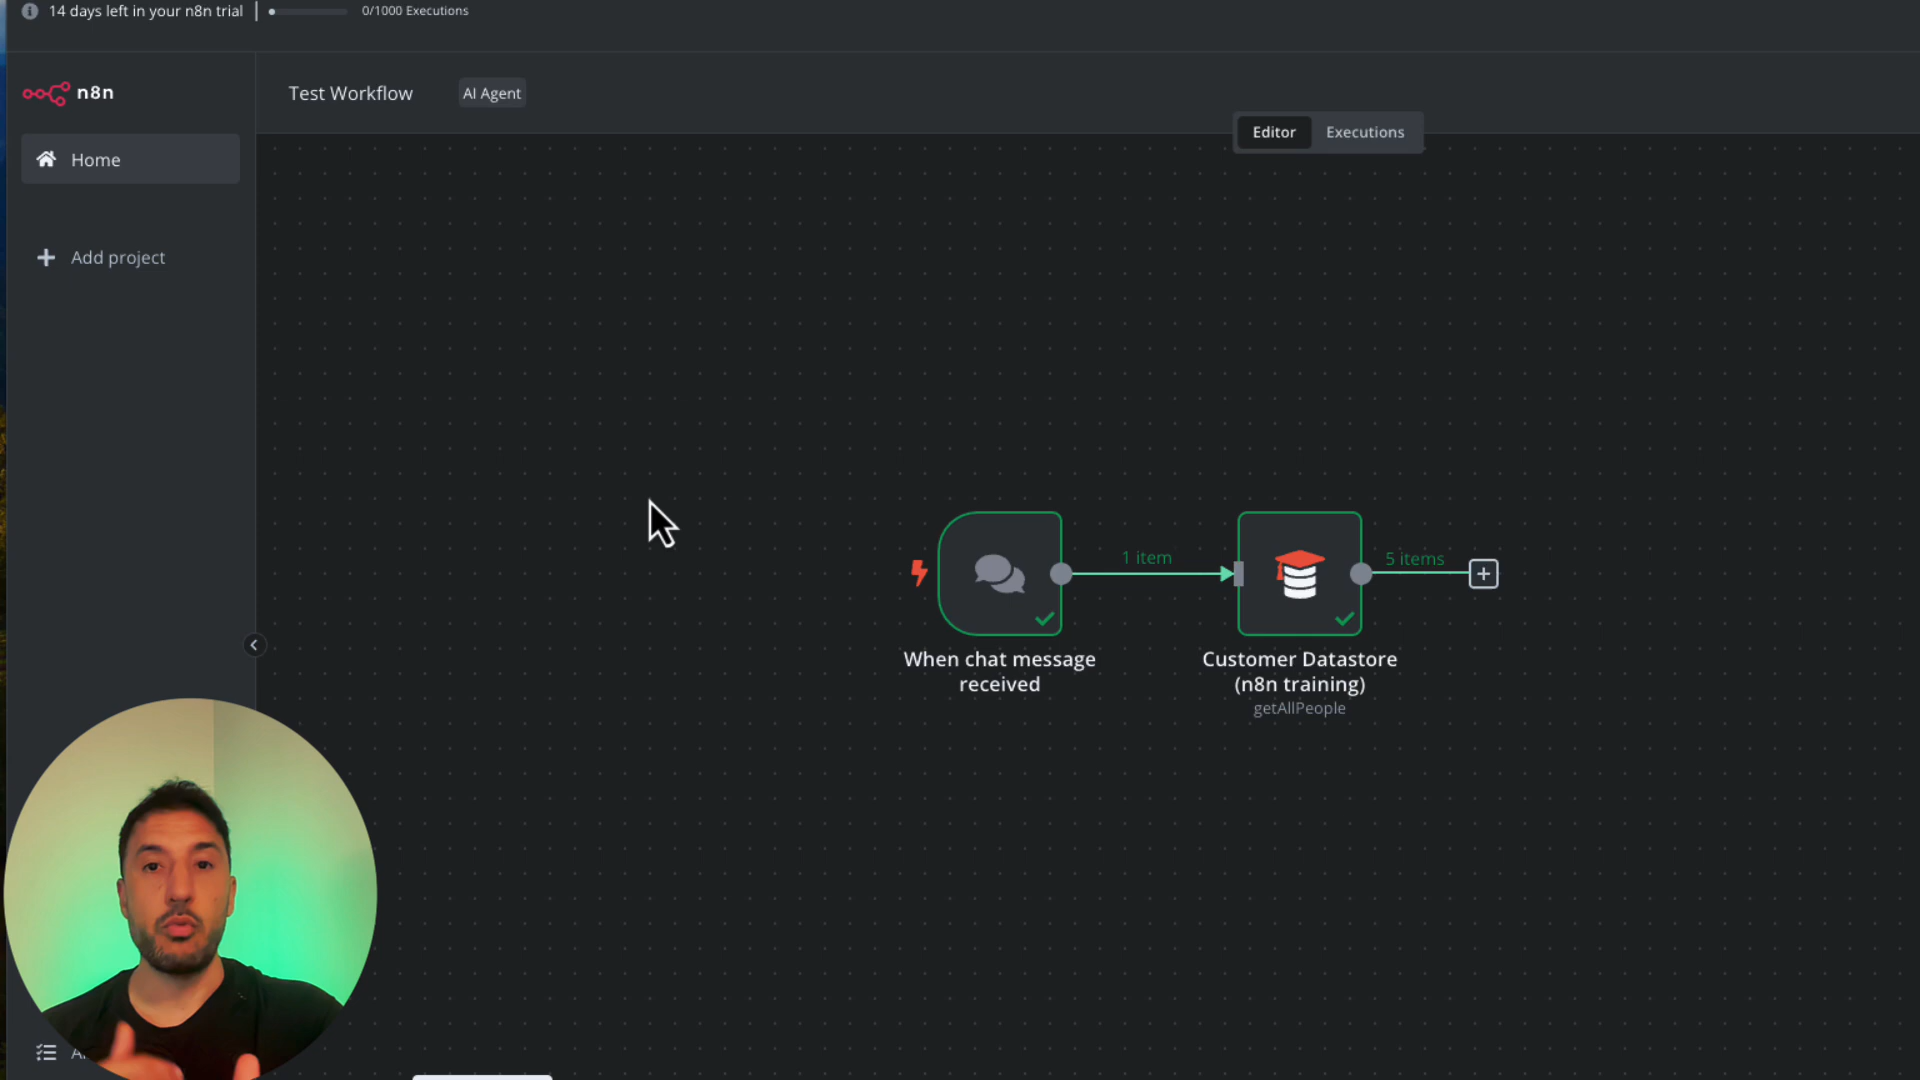 14 days left in your n8n trial
0/1000 Executions
n8n
Test Workflow
AI Agent
Editor
Executions
Home
Add project
1 item
5 items
When chat message
received
Customer Datastore
(n8n training)
getAllPeople